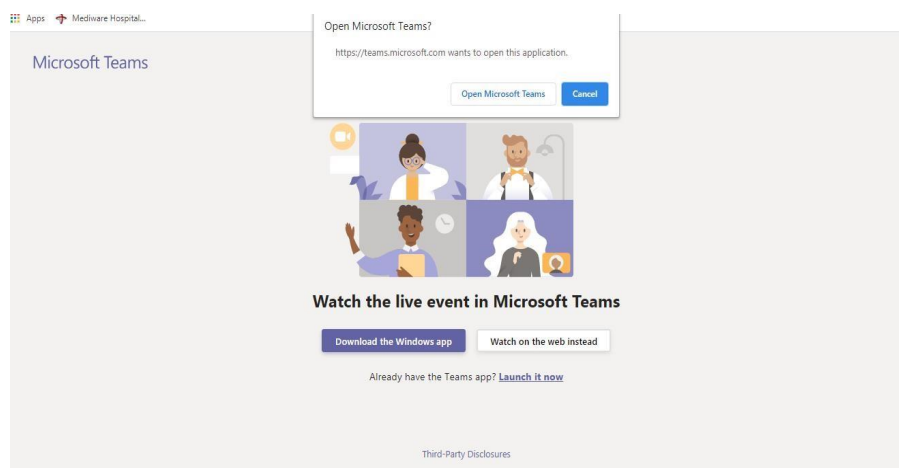 Apps Mediware Hospital...
Open Microsoft Teams?
https://teams.microsoft.com wants to open this application.
Open Microsoft Teams Cancel
Microsoft Teams
Watch the live event in Microsoft Teams
Download the Windows app Watch on the web instead
Already have the Teams app? Launch it now
Third-Party Disclosures